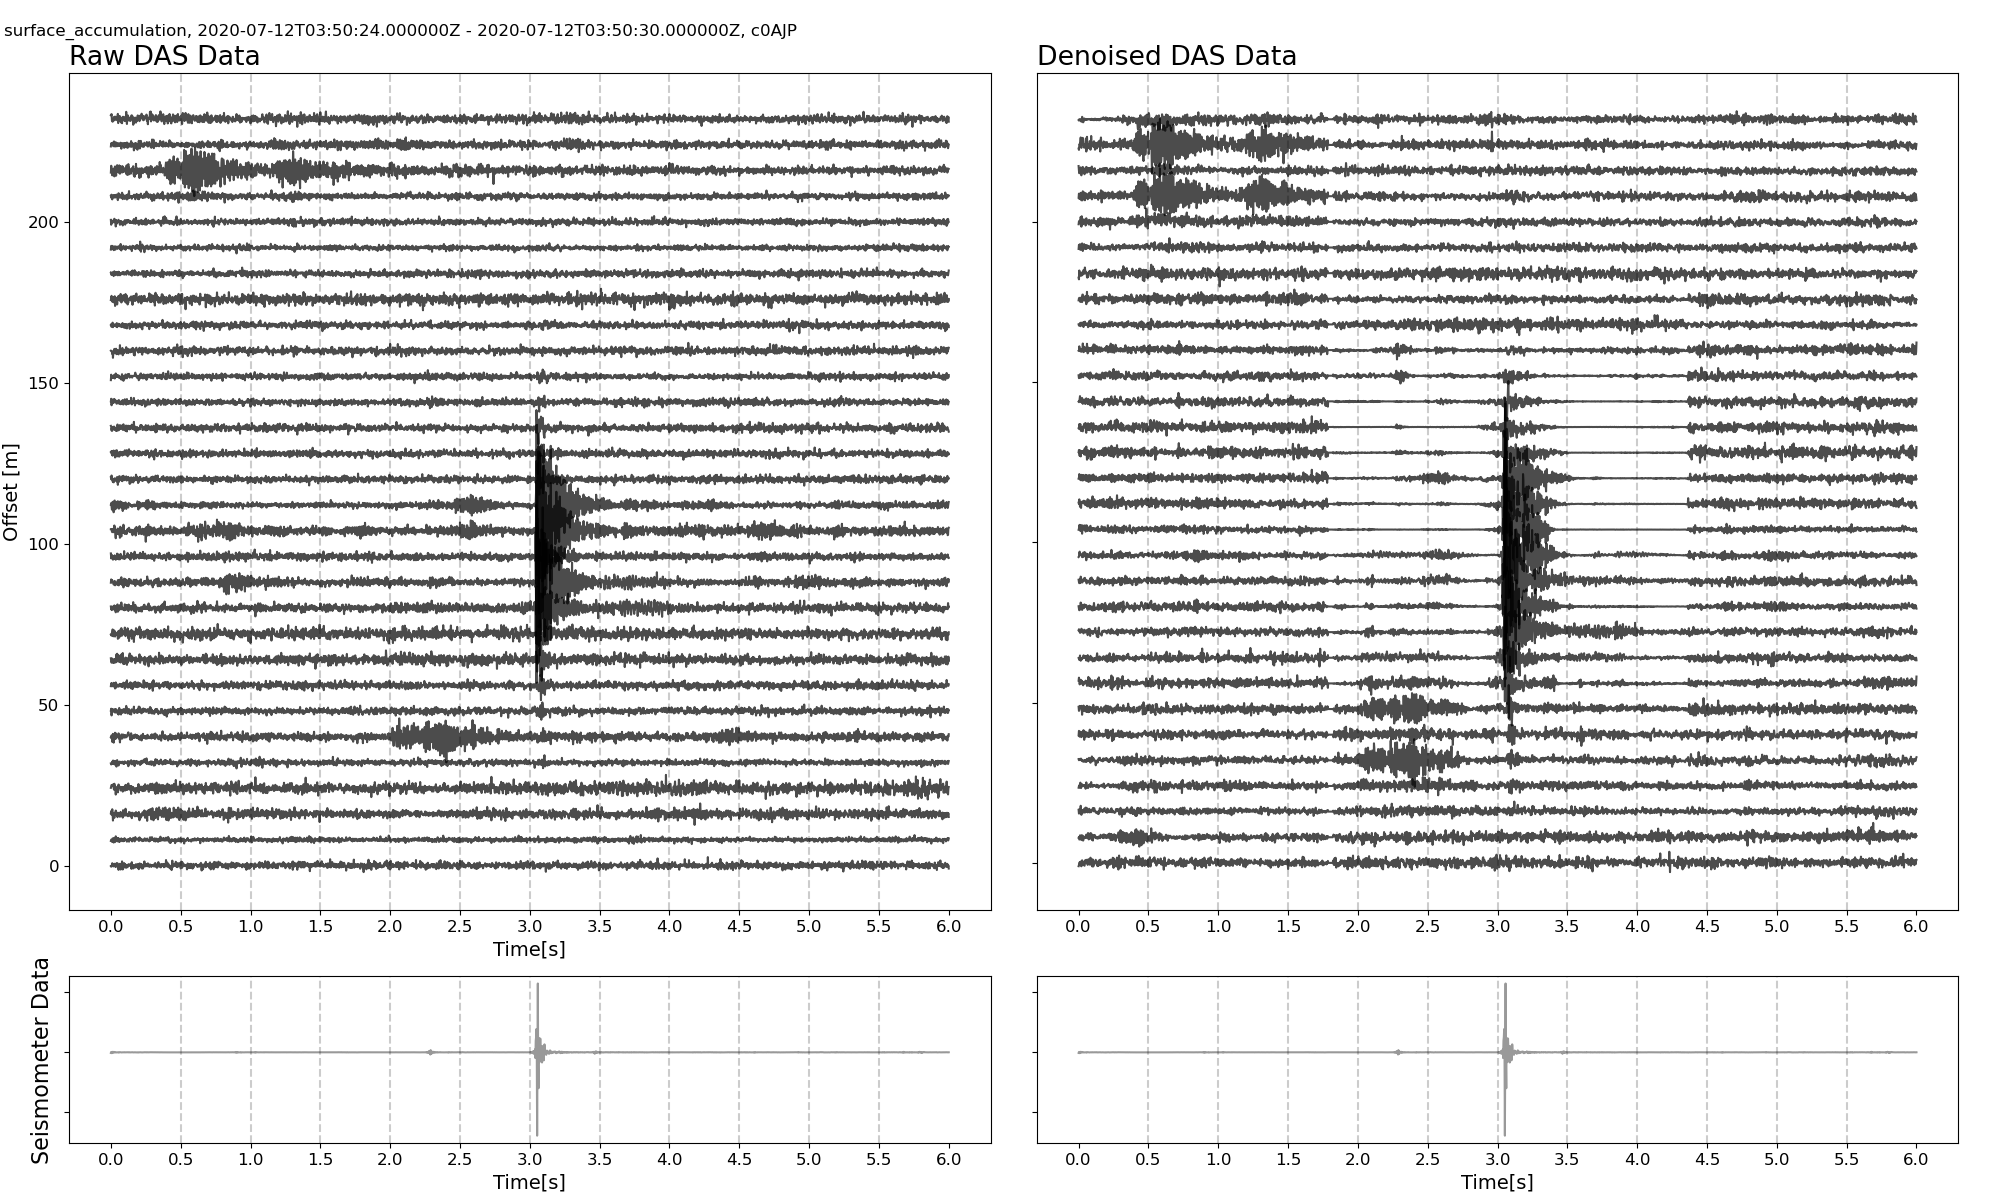 surface_accumulation, 2020-07-12T03:50:24.000000Z - 2020-07-12T03:50:30.000000Z, c0AJP
Raw DAS Data
Denoised DAS Data
Offset [m]
200
150
100
50
0
0.0 0.5 1.0 1.5 2.0 2.5 3.0 3.5 4.0 4.5 5.0 5.5 6.0
Time[s]
0.0 0.5 1.0 1.5 2.0 2.5 3.0 3.5 4.0 4.5 5.0 5.5 6.0
Seismometer Data
0.0 0.5 1.0 1.5 2.0 2.5 3.0 3.5 4.0 4.5 5.0 5.5 6.0
Time[s]
0.0 0.5 1.0 1.5 2.0 2.5 3.0 3.5 4.0 4.5 5.0 5.5 6.0
Time[s]